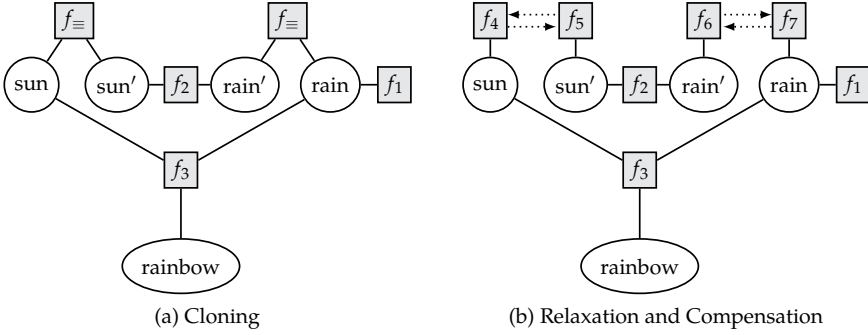 f≡ f≡ f4 f5 f6 f7
sun sun′ f2 rain′ rain f1 sun sun′ f2 rain′ rain f1
f3 f3
rainbow rainbow
(a) Cloning (b) Relaxation and Compensation